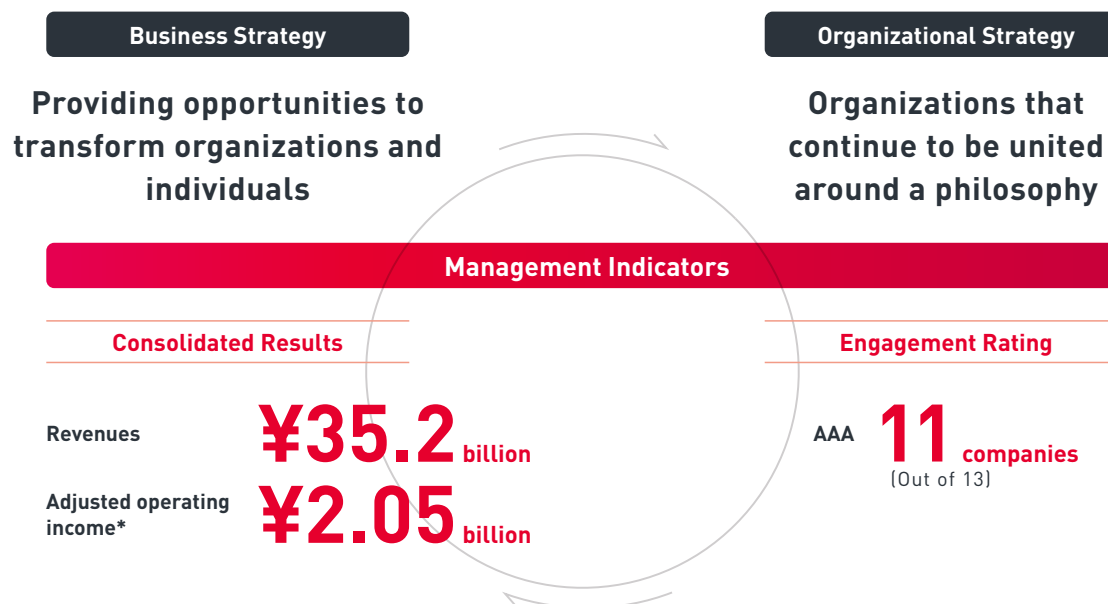 Business Strategy
Providing opportunities to
transform organizations and
individuals
Organizational Strategy
Organizations that
continue to be united
around a philosophy
Management Indicators
Consolidated Results
Revenues ¥35.2 billion
Adjusted operating
income* ¥2.05 billion
Engagement Rating
AAA 11 companies
(Out of 13)